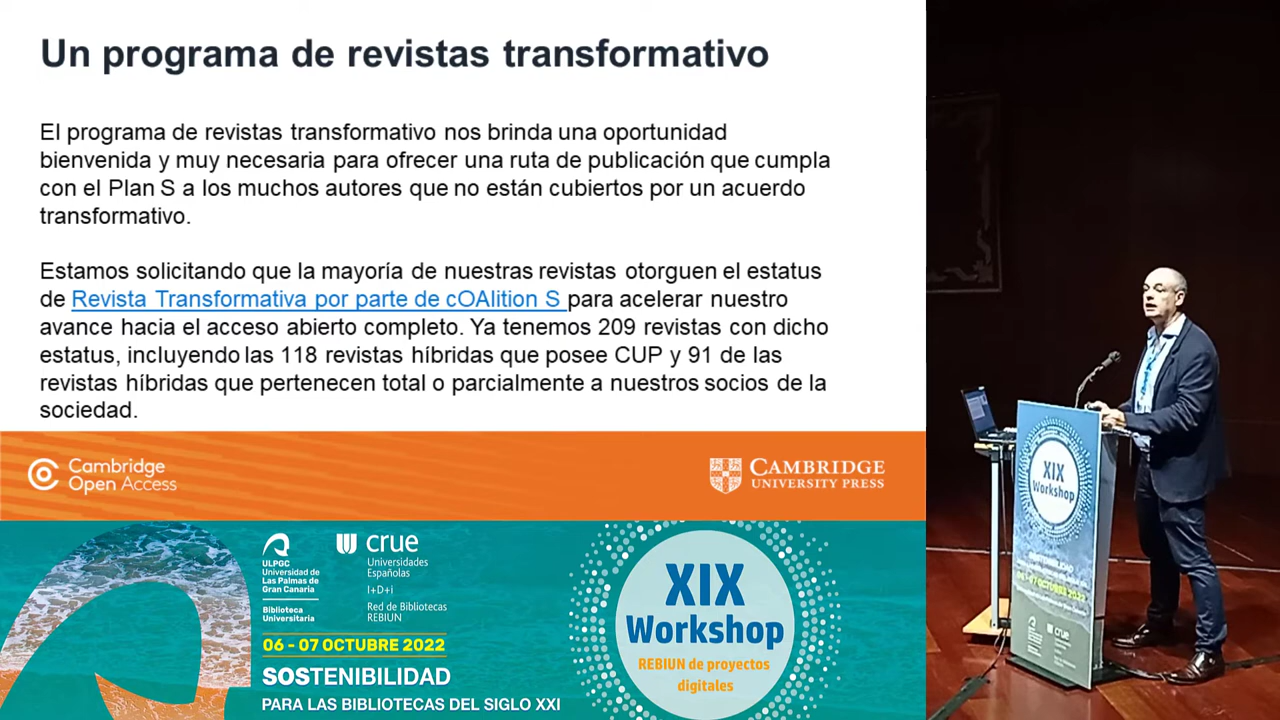 Un programa de revistas transformativo
El programa de revistas transformativo nos brinda una oportunidad
bienvenida y muy necesaria para ofrecer una ruta de publicación que cumpla
con el Plan S a los muchos autores que no están cubiertos por un acuerdo
transformativo.
Estamos solicitando que la mayoría de nuestras revistas otorguen el estatus
de Revista Transformativa por parte de cOAlition S para acelerar nuestro
avance hacia el acceso abierto completo. Ya tenemos 209 revistas con dicho
estatus, incluyendo las 118 revistas híbridas que posee CUP y 91 de las
revistas híbridas que pertenecen total o parcialmente a nuestros socios de la
sociedad.
Cambridge
Open Access
CAMBRIDGE
UNIVERSITY PRESS
ULPGC
Universidad de
Las Palmas de
Gran Canaria
Biblioteca
Universitaria
crue
Universidades
Españolas
I+D+i
Red de Bibliotecas
REBIUN
06 - 07 OCTUBRE 2022
SOSTENIBILIDAD
PARA LAS BIBLIOTECAS DEL SIGLO XXI
XIX
Workshop
REBIUN de proyectos
digitales
XIX
Workshop
SOSTENIBILIDAD
06 - 07 OCTUBRE 2022
crue